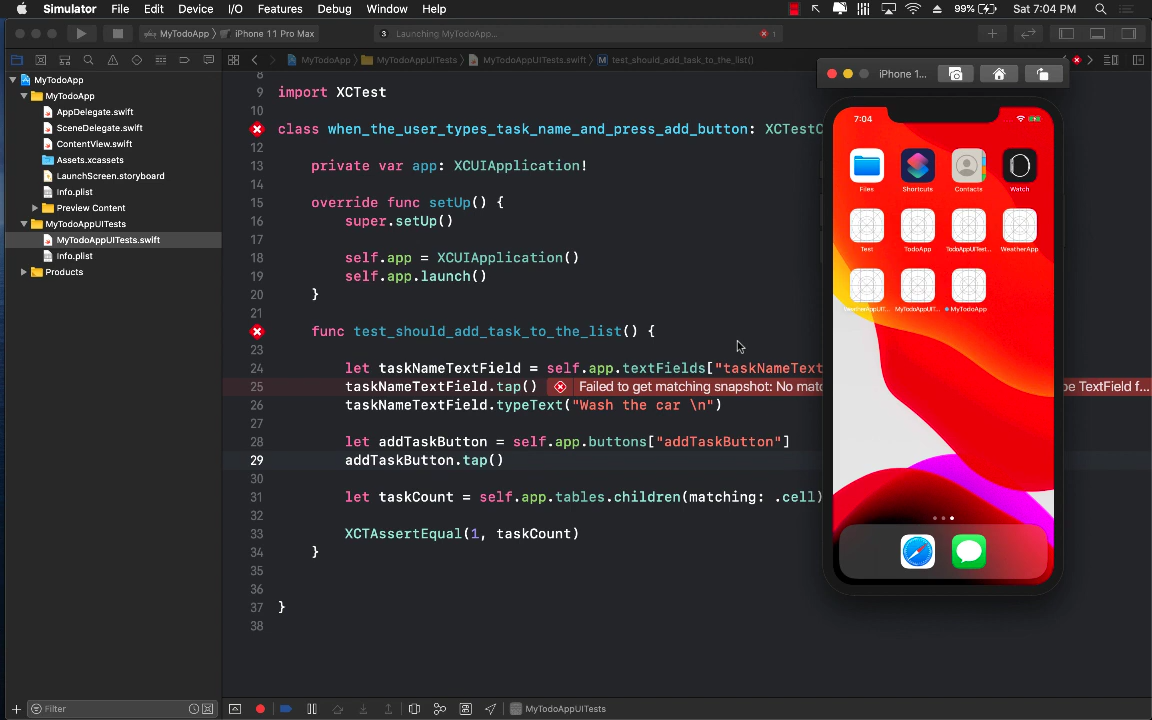 Simulator File Edit Device I/O Features Debug Window Help 99% Sat 7:04 PM
MyTodoApp iPhone 11 Pro Max 3 Launching MyTodoApp... 1
MyTodoApp MyTodoAppUITests MyTodoAppUITests.swift M test_should_add_task_to_the_list()
MyTodoApp
MyTodoApp
AppDelegate.swift
SceneDelegate.swift
ContentView.swift
Assets.xcassets
LaunchScreen.storyboard
Info.plist
Preview Content
MyTodoAppUITests
MyTodoAppUITests.swift
Info.plist
Products
Filter
8
9 import XCTest
10
class when_the_user_types_task_name_and_press_add_button: XCTestC
12
13 private var app: XCUIApplication!
14
15 override func setUp() {
16 super.setUp()
17
18 self.app = XCUIApplication()
19 self.app.launch()
20 }
21
func test_should_add_task_to_the_list() {
23
24 let taskNameTextField = self.app.textFields["taskNameText
25 taskNameTextField.tap() Failed to get matching snapshot: No matc pe TextField f...
26 taskNameTextField.typeText("Wash the car \n")
27
28 let addTaskButton = self.app.buttons["addTaskButton"]
29 addTaskButton.tap()
30
31 let taskCount = self.app.tables.children(matching: .cell)
32
33 XCTAssertEqual(1, taskCount)
34 }
35
36
37 }
38
MyTodoAppUITests
iPhone 1...
7:04
Files Shortcuts Contacts Watch
Test TodoApp TodoAppUITest... WeatherApp
MyTodoAppUIT... MyTodoApp